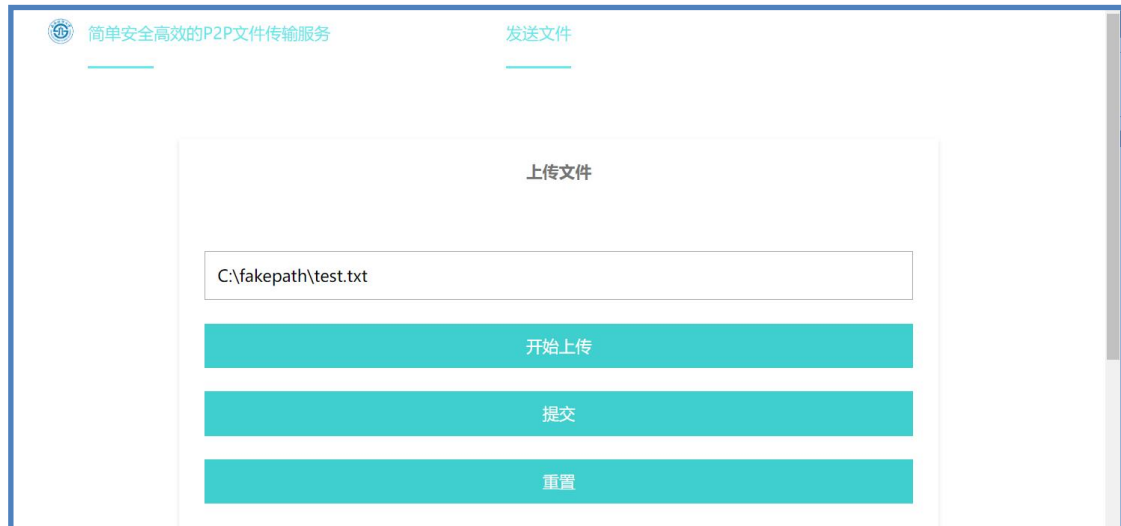 简单安全高效的P2P文件传输服务 发送文件
上传文件
C:\fakepath\test.txt
开始上传
提交
重置